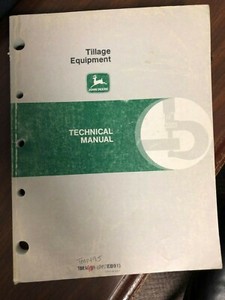 Tillage
Equipment
JOHN DEERE
TECHNICAL
MANUAL